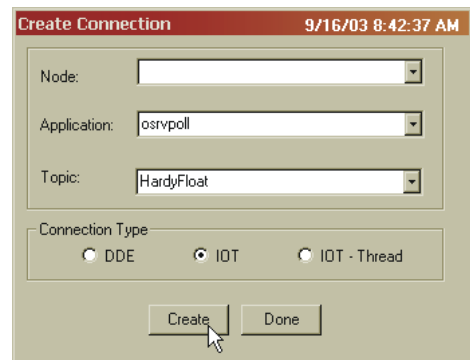 Create Connection 9/16/03 8:42:37 AM
Node:
Application: osrvpoll
Topic: HardyFloat
Connection Type
DDE IOT IOT - Thread
Create Done